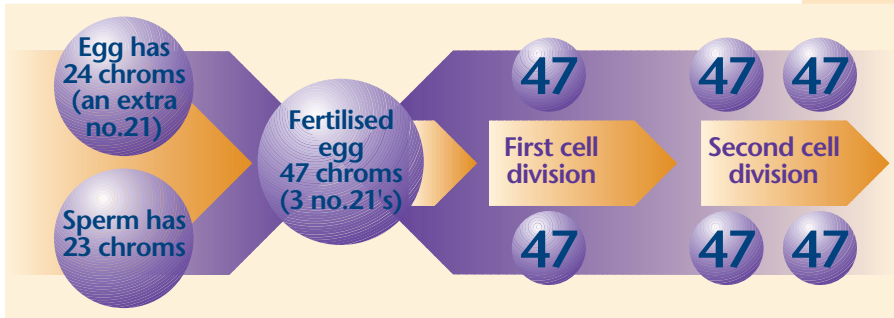 Egg has
24 chroms
(an extra
no.21)
Sperm has
23 chroms
Fertilised
egg
47 chroms
(3 no.21's)
47
First cell
division
47
47 47
Second cell
division
47 47